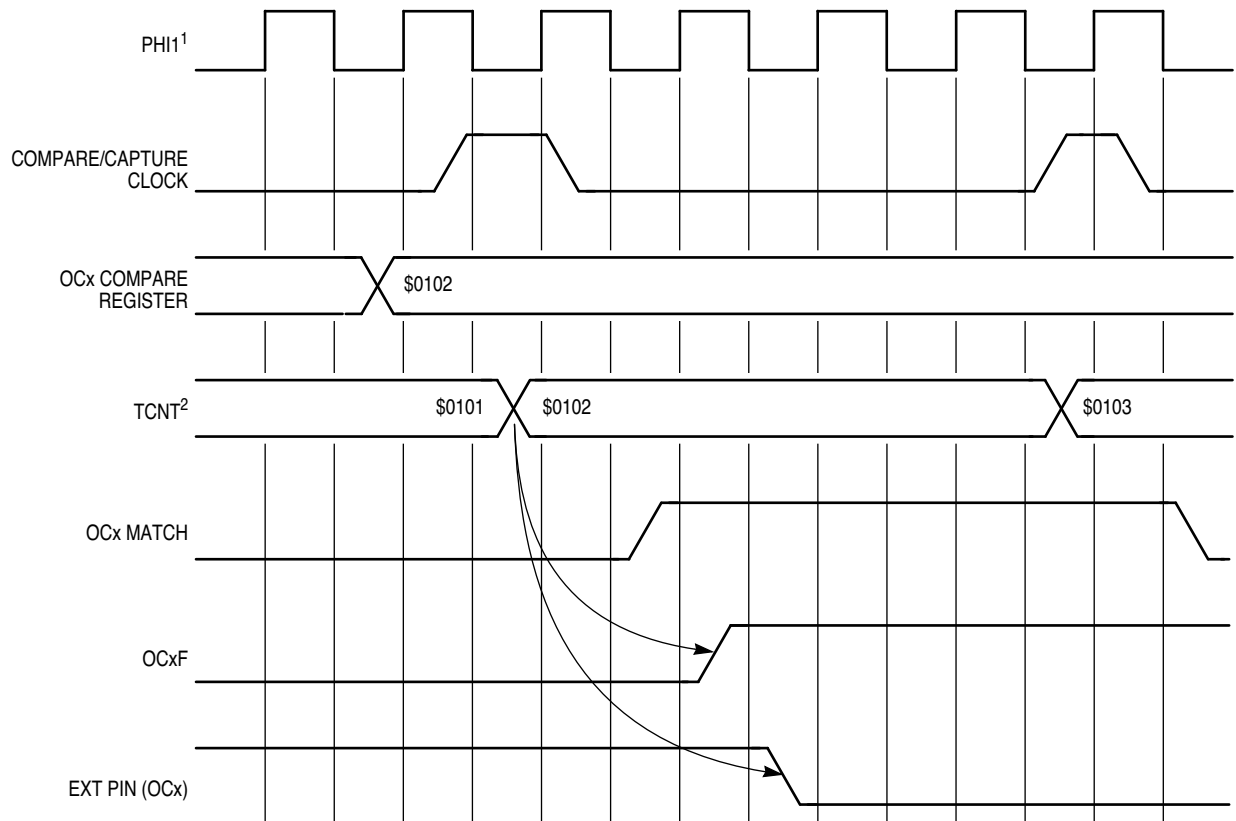 PHI1¹
COMPARE/CAPTURE
CLOCK
OCx COMPARE
REGISTER
$0102
TCNT²
$0101
$0102
$0103
OCx MATCH
OCxF
EXT PIN (OCx)